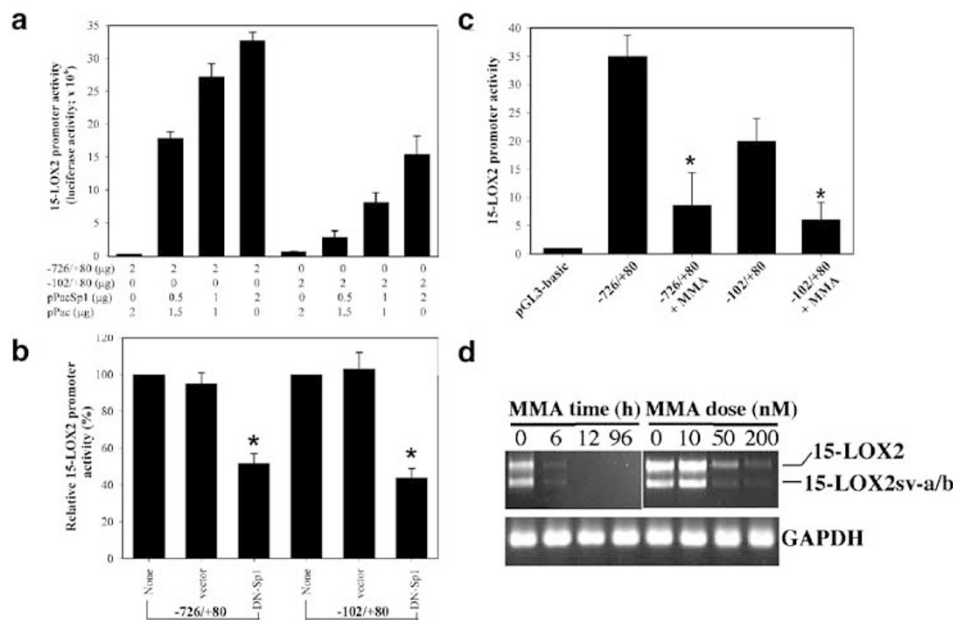 a
15-LOX2 promoter activity
(luciferase activity; x 10⁶)
35
30
25
20
15
10
5
0
-726/+80 (µg) 2 2 2 2 0 0 0 0
-102/+80 (µg) 0 0 0 0 2 2 2 2
pPacSp1 (µg) 0 0.5 1 2 0 0.5 1 2
pPac (µg) 2 1.5 1 0 2 1.5 1 0
b
Relative 15-LOX2 promoter
activity (%)
120
100
80
60
40
20
0
* *
None vector DN-Sp1 None vector DN-Sp1
-726/+80 -102/+80
c
15-LOX2 promoter activity
45
40
35
30
25
20
15
10
5
0
* *
pGL3-basic
-726/+80
-726/+80
+ MMA
-102/+80
-102/+80
+ MMA
d
MMA time (h) MMA dose (nM)
0 6 12 96 0 10 50 200
15-LOX2
15-LOX2sv-a/b
GAPDH